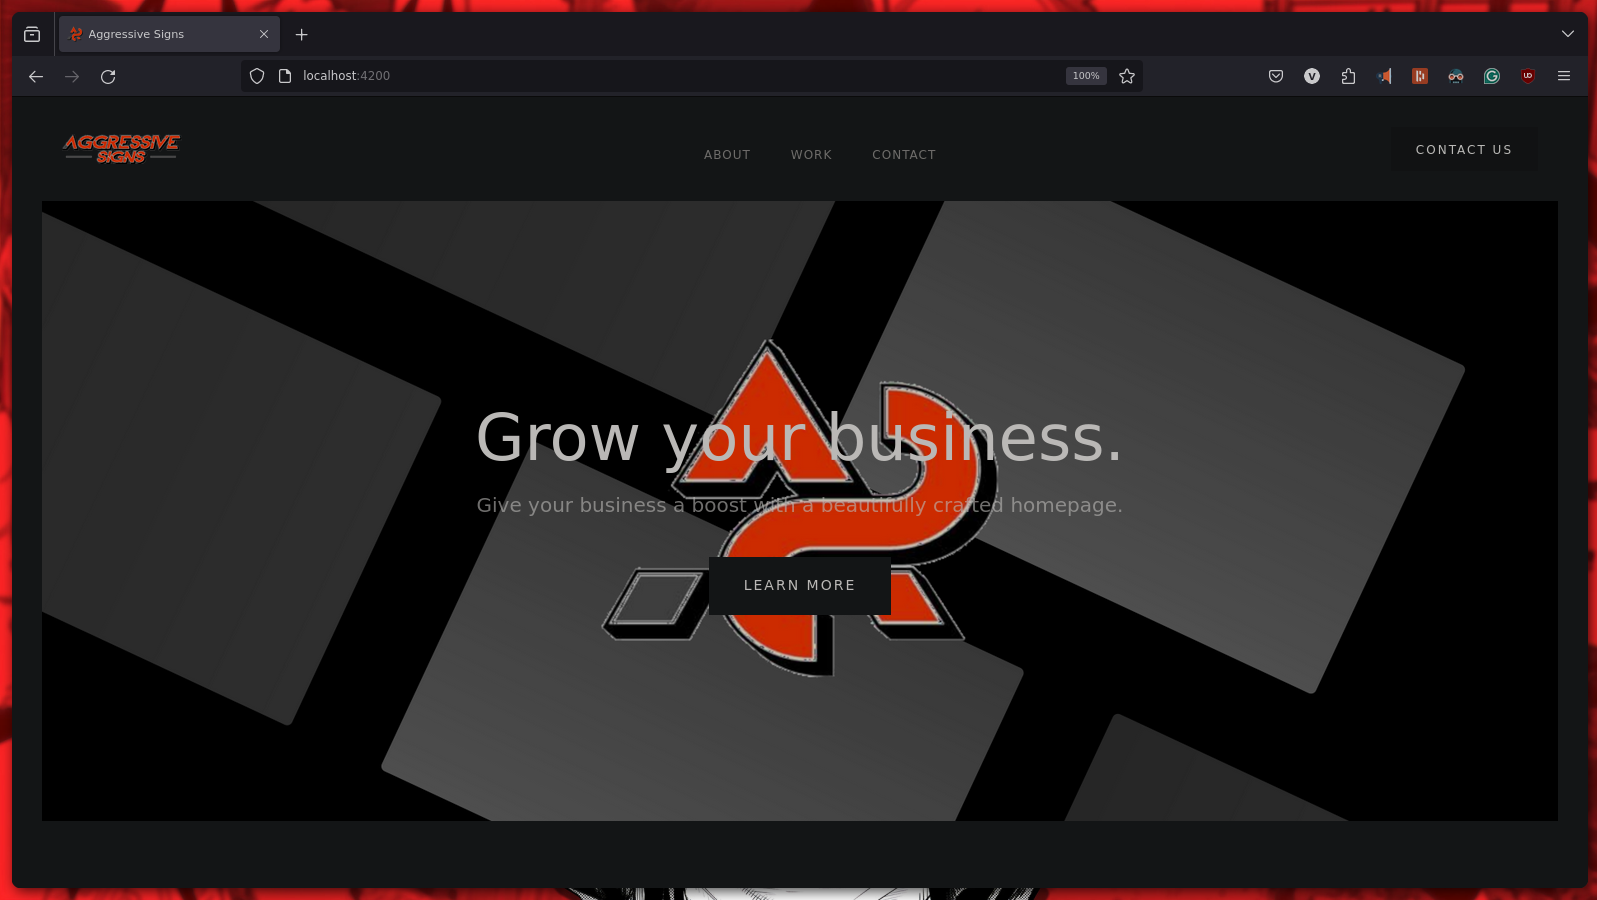 Aggressive Signs
localhost:4200
100%
AGGRESSIVE
SIGNS
ABOUT WORK CONTACT
CONTACT US
Grow your business.
Give your business a boost with a beautifully crafted homepage.
LEARN MORE